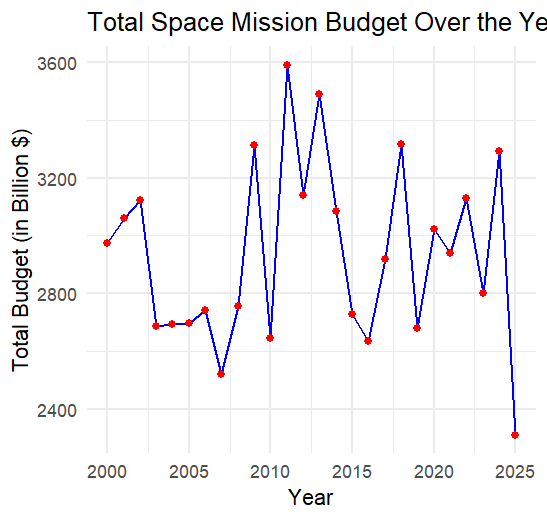 Total Space Mission Budget Over the Ye
3600
3200
2800
2400
Total Budget (in Billion $)
2000 2005 2010 2015 2020 2025
Year